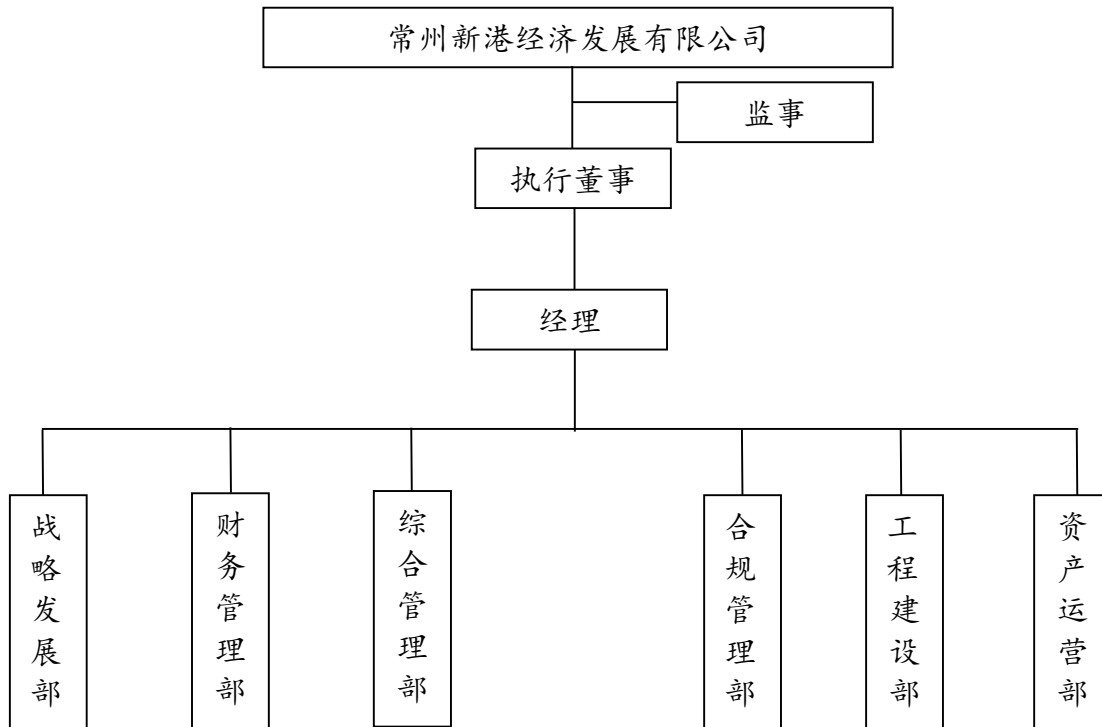 常州新港经济发展有限公司
监事
执行董事
经理
战略发展部
财务管理部
综合管理部
合规管理部
工程建设部
资产运营部